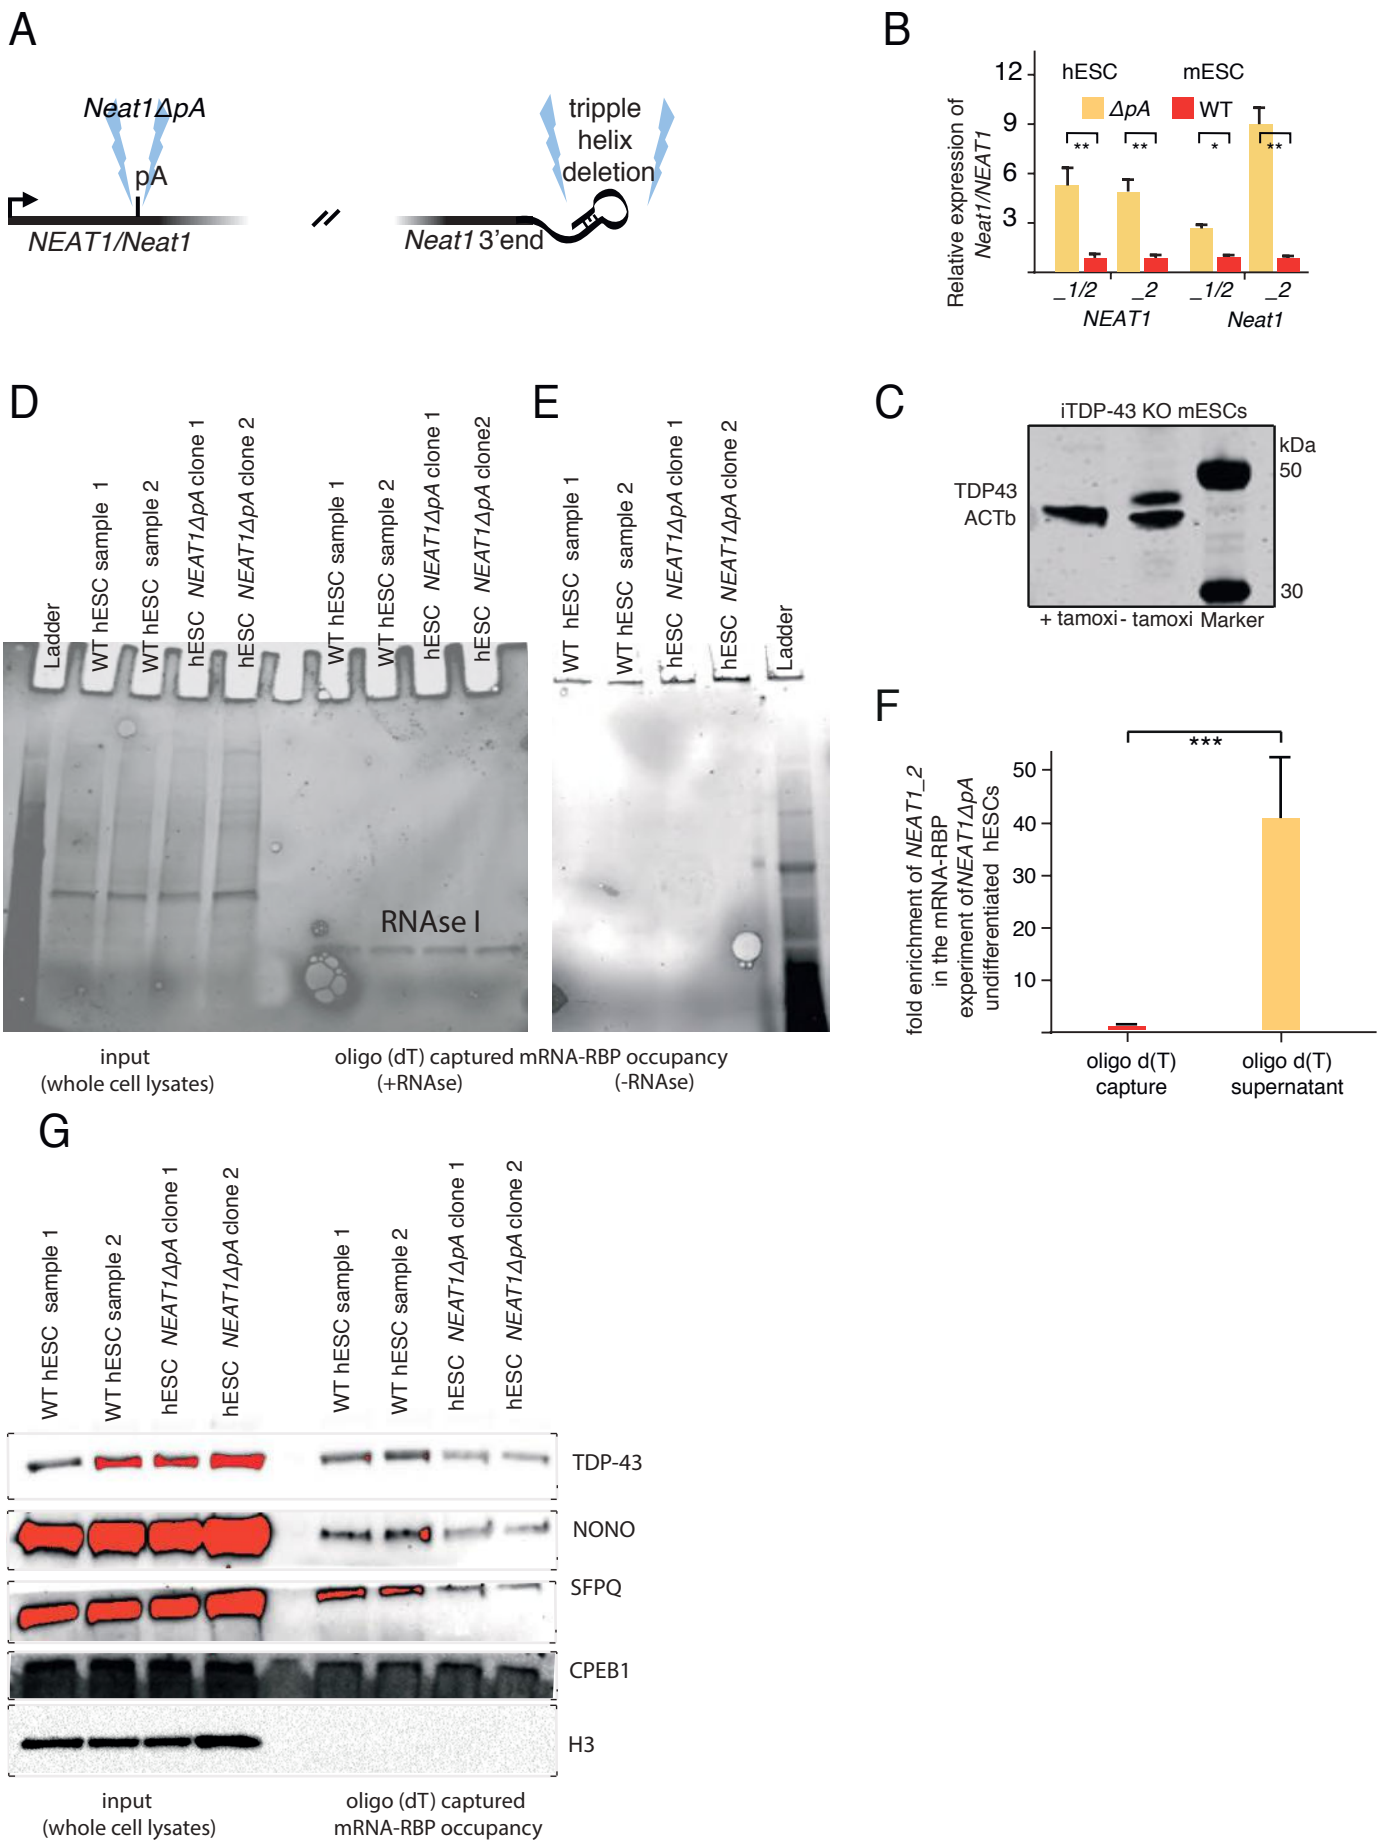 A
Neat1ΔpA
pA
NEAT1/Neat1
tripple
helix
deletion
Neat1 3'end
B
Relative expression of
Neat1/NEAT1
12
9
6
3
hESC
mESC
ΔpA
WT
**
**
*
**
_1/2
_2
_1/2
_2
NEAT1
Neat1
C
iTDP-43 KO mESCs
kDa
50
30
TDP43
ACTb
+ tamoxi
- tamoxi
Marker
D
Ladder
WT hESC sample 1
WT hESC sample 2
hESC NEAT1ΔpA clone 1
hESC NEAT1ΔpA clone 2
WT hESC sample 1
WT hESC sample 2
hESC NEAT1ΔpA clone 1
hESC NEAT1ΔpA clone2
RNAse I
E
WT hESC sample 1
WT hESC sample 2
hESC NEAT1ΔpA clone 1
hESC NEAT1ΔpA clone 2
Ladder
input
(whole cell lysates)
oligo (dT) captured mRNA-RBP occupancy
(+RNAse)
(-RNAse)
F
fold enrichment of NEAT1_2
in the mRNA-RBP
experiment of NEAT1ΔpA
undifferentiated hESCs
50
40
30
20
10
***
oligo d(T)
capture
oligo d(T)
supernatant
G
WT hESC sample 1
WT hESC sample 2
hESC NEAT1ΔpA clone 1
hESC NEAT1ΔpA clone 2
WT hESC sample 1
WT hESC sample 2
hESC NEAT1ΔpA clone 1
hESC NEAT1ΔpA clone 2
TDP-43
NONO
SFPQ
CPEB1
H3
input
(whole cell lysates)
oligo (dT) captured
mRNA-RBP occupancy